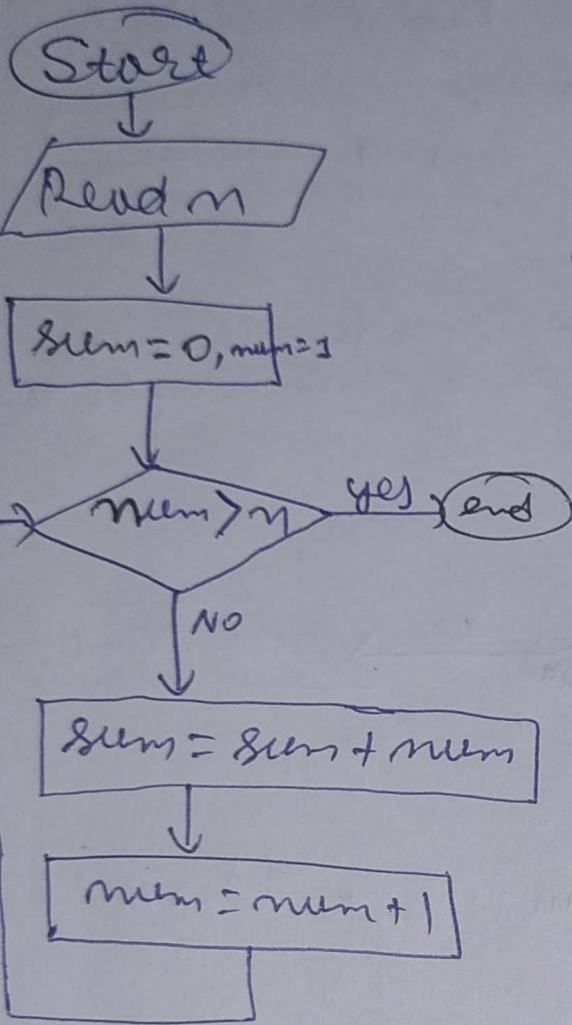 Start
Read n
sum=0, num=1
num>n
yes
end
NO
sum = sum + num
num = num + 1